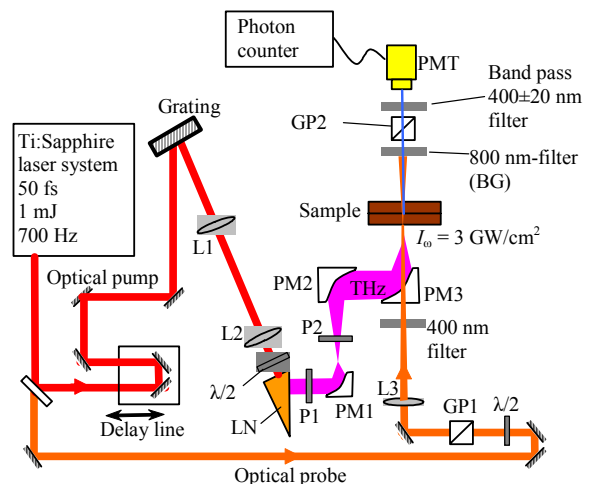 Photon
counter
PMT
Band pass
400±20 nm
filter
GP2
800 nm-filter
(BG)
Grating
Ti:Sapphire
laser system
50 fs
1 mJ
700 Hz
Sample
Iω = 3 GW/cm²
L1
Optical pump
PM2
THz
PM3
P2
400 nm
filter
L2
λ/2
LN
P1
PM1
L3
GP1
λ/2
Delay line
Optical probe